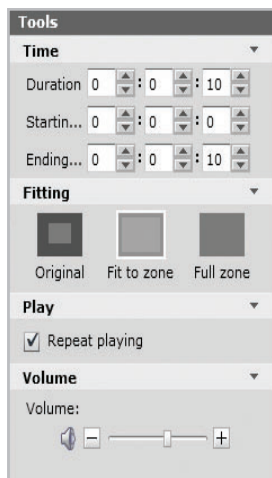 Tools
Time
Duration 0 : 0 : 10
Startin... 0 : 0 : 0
Ending... 0 : 0 : 10
Fitting
Original Fit to zone Full zone
Play
Repeat playing
Volume
Volume: